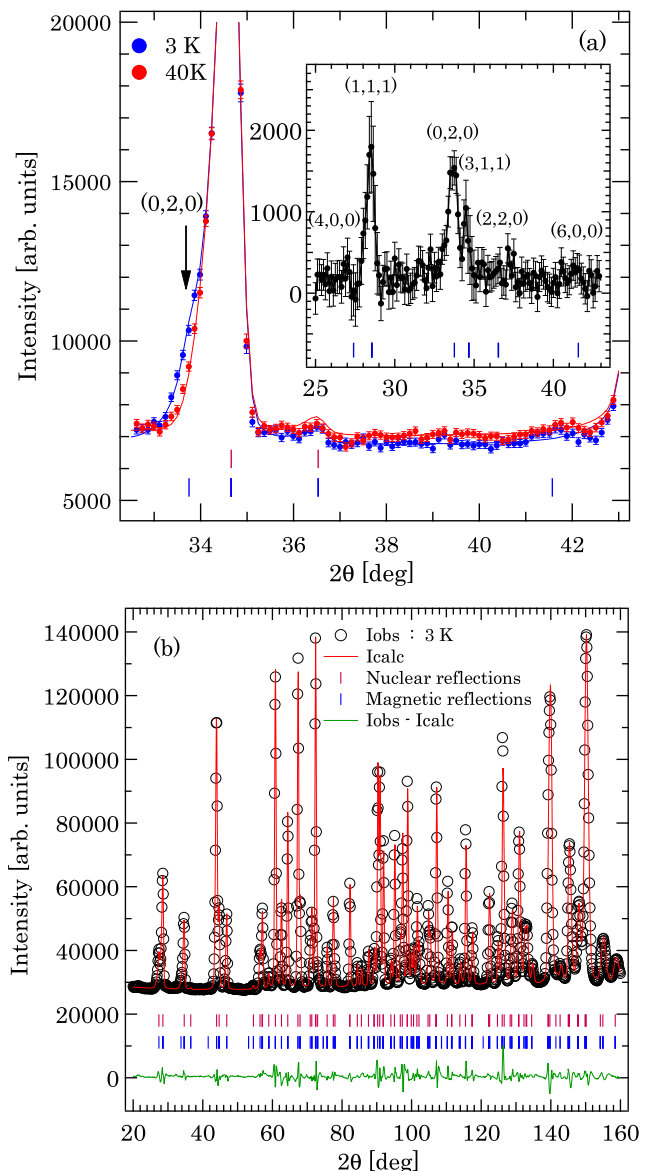 20000
15000
10000
5000
Intensity [arb. units]
3 K
40K
(a)
(0,2,0)
2000
1000
0
(1,1,1)
(0,2,0)
(3,1,1)
(4,0,0)
(2,2,0)
(6,0,0)
25 30 35 40
34 36 38 40 42
2θ [deg]
(b)
Iobs : 3 K
Icalc
Nuclear reflections
Magnetic reflections
Iobs - Icalc
140000
120000
100000
80000
60000
40000
20000
0
Intensity [arb. units]
20 40 60 80 100 120 140 160
2θ [deg]